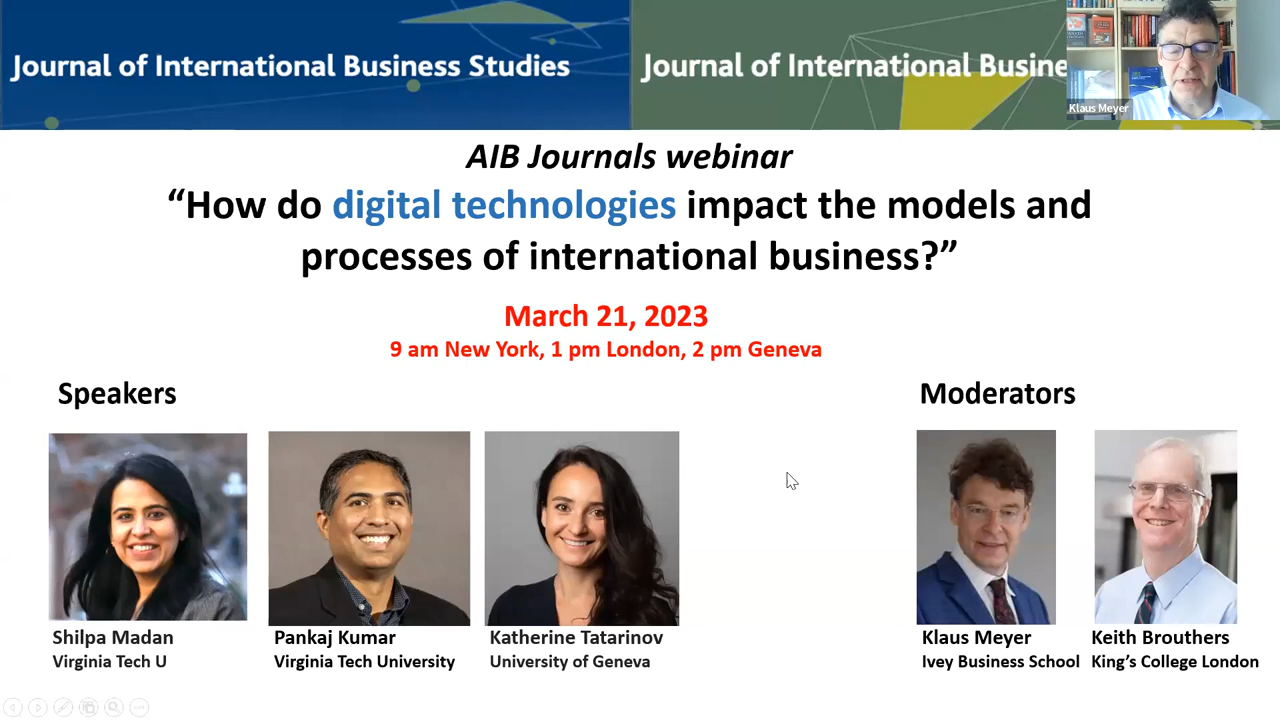 Journal of International Business Studies
Journal of International Busine
Klaus Meyer
AIB Journals webinar
“How do digital technologies impact the models and
processes of international business?”
March 21, 2023
9 am New York, 1 pm London, 2 pm Geneva
Speakers
Moderators
Shilpa Madan
Virginia Tech U
Pankaj Kumar
Virginia Tech University
Katherine Tatarinov
University of Geneva
Klaus Meyer
Ivey Business School
Keith Brouthers
King’s College London